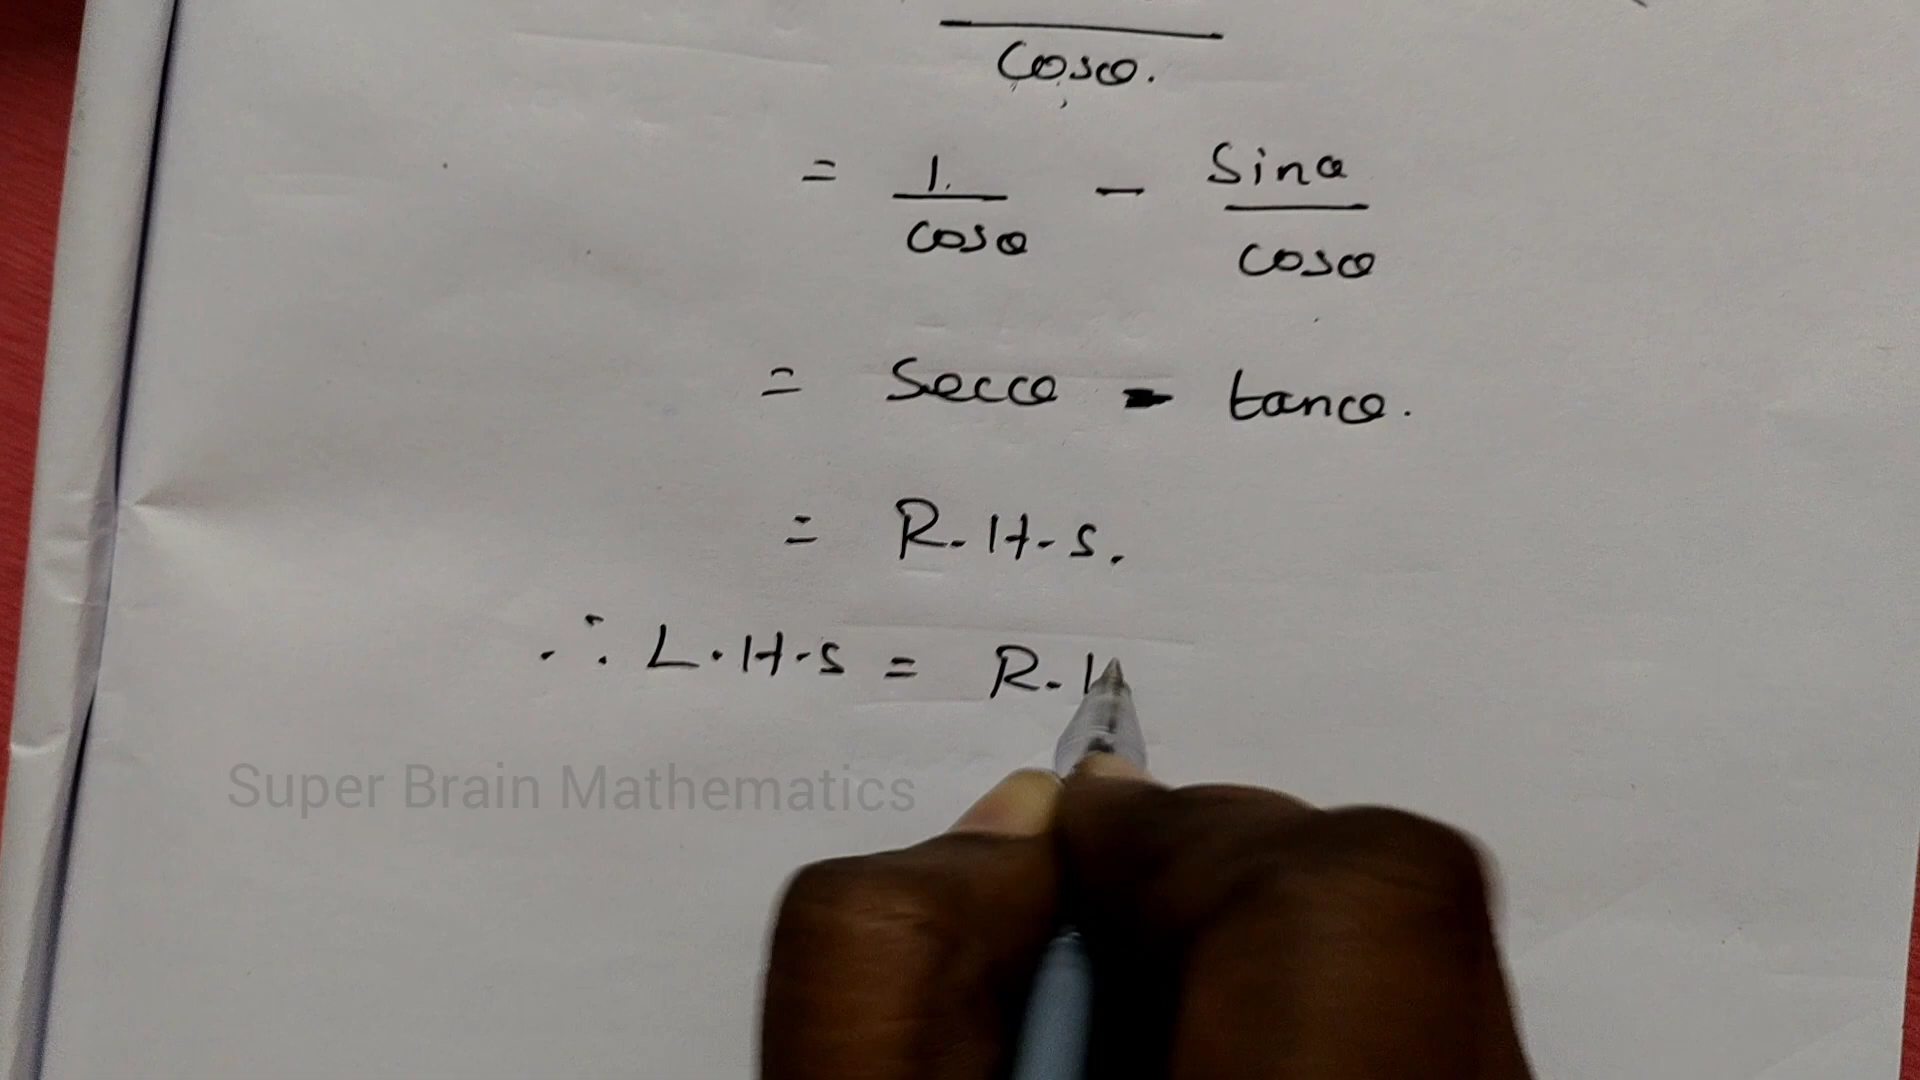 cosθ.
= 1/cosθ - Sinθ/cosθ
= Secθ - tanθ.
= R.H.S.
∴ L.H.S = R.H
Super Brain Mathematics